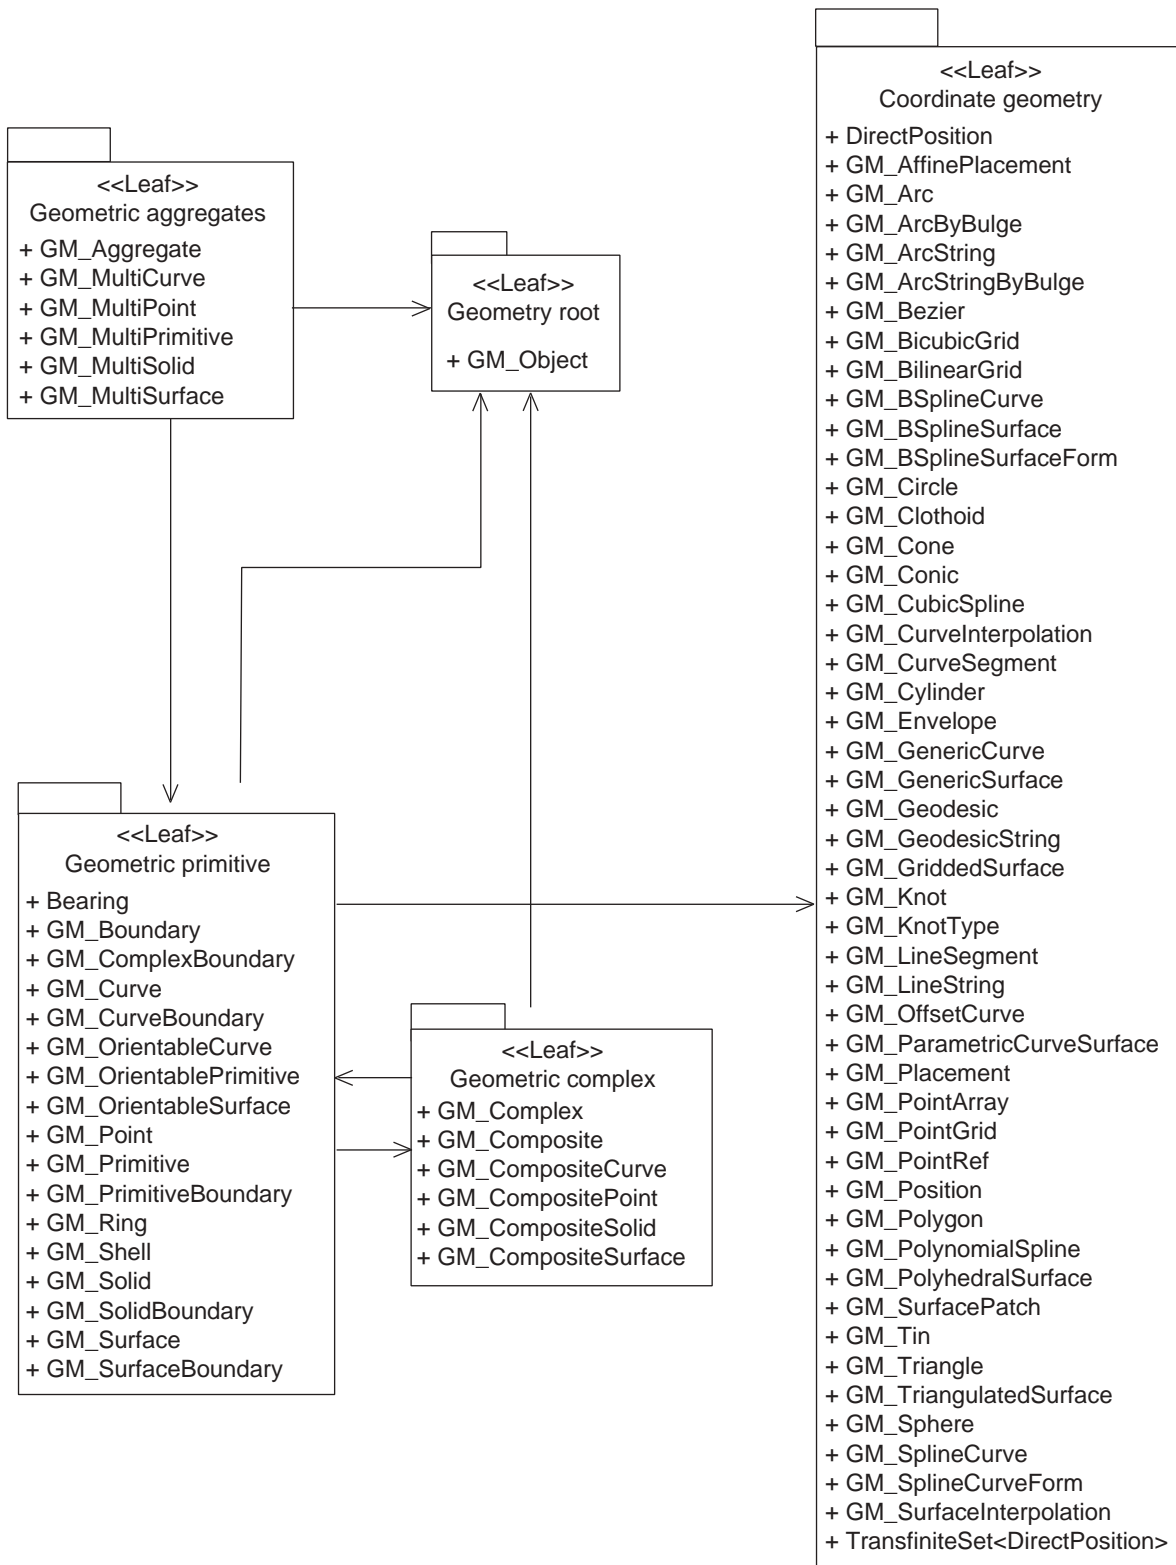 <<Leaf>>
Geometric aggregates
+ GM_Aggregate
+ GM_MultiCurve
+ GM_MultiPoint
+ GM_MultiPrimitive
+ GM_MultiSolid
+ GM_MultiSurface
<<Leaf>>
Geometry root
+ GM_Object
<<Leaf>>
Geometric primitive
+ Bearing
+ GM_Boundary
+ GM_ComplexBoundary
+ GM_Curve
+ GM_CurveBoundary
+ GM_OrientableCurve
+ GM_OrientablePrimitive
+ GM_OrientableSurface
+ GM_Point
+ GM_Primitive
+ GM_PrimitiveBoundary
+ GM_Ring
+ GM_Shell
+ GM_Solid
+ GM_SolidBoundary
+ GM_Surface
+ GM_SurfaceBoundary
<<Leaf>>
Geometric complex
+ GM_Complex
+ GM_Composite
+ GM_CompositeCurve
+ GM_CompositePoint
+ GM_CompositeSolid
+ GM_CompositeSurface
<<Leaf>>
Coordinate geometry
+ DirectPosition
+ GM_AffinePlacement
+ GM_Arc
+ GM_ArcByBulge
+ GM_ArcString
+ GM_ArcStringByBulge
+ GM_Bezier
+ GM_BicubicGrid
+ GM_BilinearGrid
+ GM_BSplineCurve
+ GM_BSplineSurface
+ GM_BSplineSurfaceForm
+ GM_Circle
+ GM_Clothoid
+ GM_Cone
+ GM_Conic
+ GM_CubicSpline
+ GM_CurveInterpolation
+ GM_CurveSegment
+ GM_Cylinder
+ GM_Envelope
+ GM_GenericCurve
+ GM_GenericSurface
+ GM_Geodesic
+ GM_GeodesicString
+ GM_GriddedSurface
+ GM_Knot
+ GM_KnotType
+ GM_LineSegment
+ GM_LineString
+ GM_OffsetCurve
+ GM_ParametricCurveSurface
+ GM_Placement
+ GM_PointArray
+ GM_PointGrid
+ GM_PointRef
+ GM_Position
+ GM_Polygon
+ GM_PolynomialSpline
+ GM_PolyhedralSurface
+ GM_SurfacePatch
+ GM_Tin
+ GM_Triangle
+ GM_TriangulatedSurface
+ GM_Sphere
+ GM_SplineCurve
+ GM_SplineCurveForm
+ GM_SurfaceInterpolation
+ TransfiniteSet<DirectPosition>